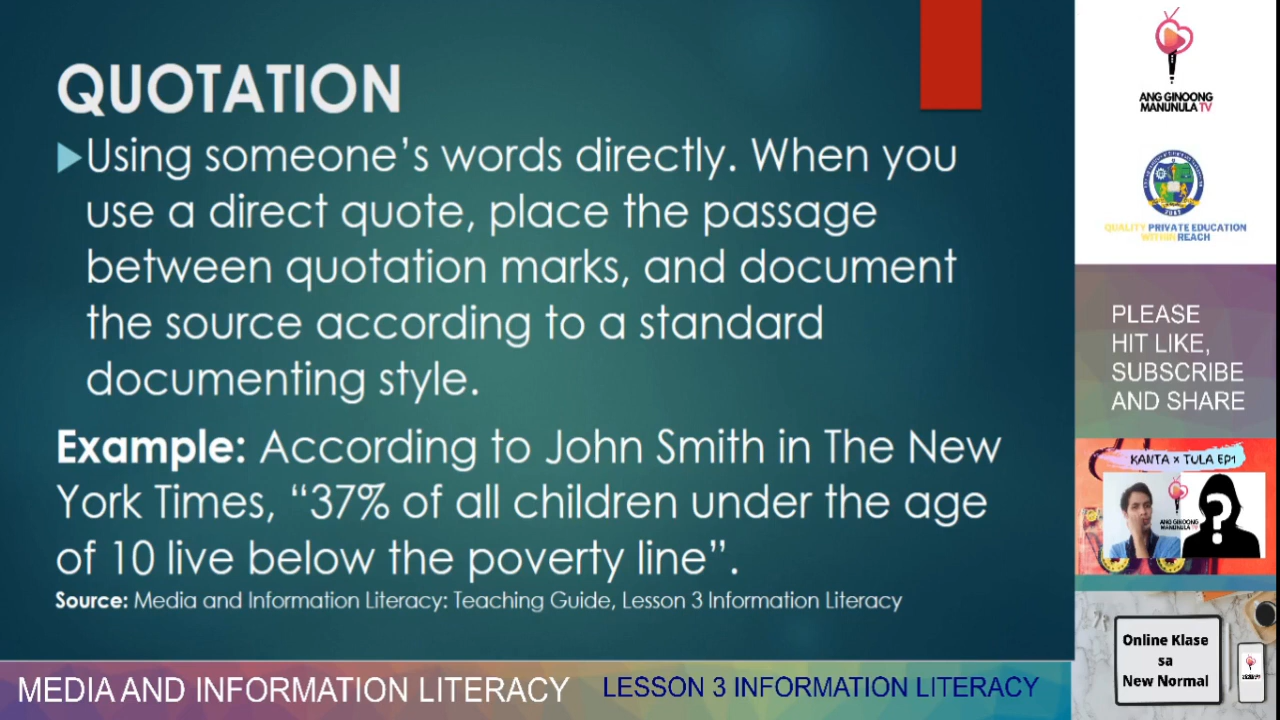 QUOTATION
Using someone’s words directly. When you
use a direct quote, place the passage
between quotation marks, and document
the source according to a standard
documenting style.
Example: According to John Smith in The New
York Times, “37% of all children under the age
of 10 live below the poverty line”.
Source: Media and Information Literacy: Teaching Guide, Lesson 3 Information Literacy
MEDIA AND INFORMATION LITERACY
LESSON 3 INFORMATION LITERACY
ANG GINOONG
MANUNULA TV
QUALITY PRIVATE EDUCATION
WITHIN REACH
PLEASE
HIT LIKE,
SUBSCRIBE
AND SHARE
KANTA x TULA EP1
ANG GINOONG
MANUNULA TV
?
Online Klase
sa
New Normal